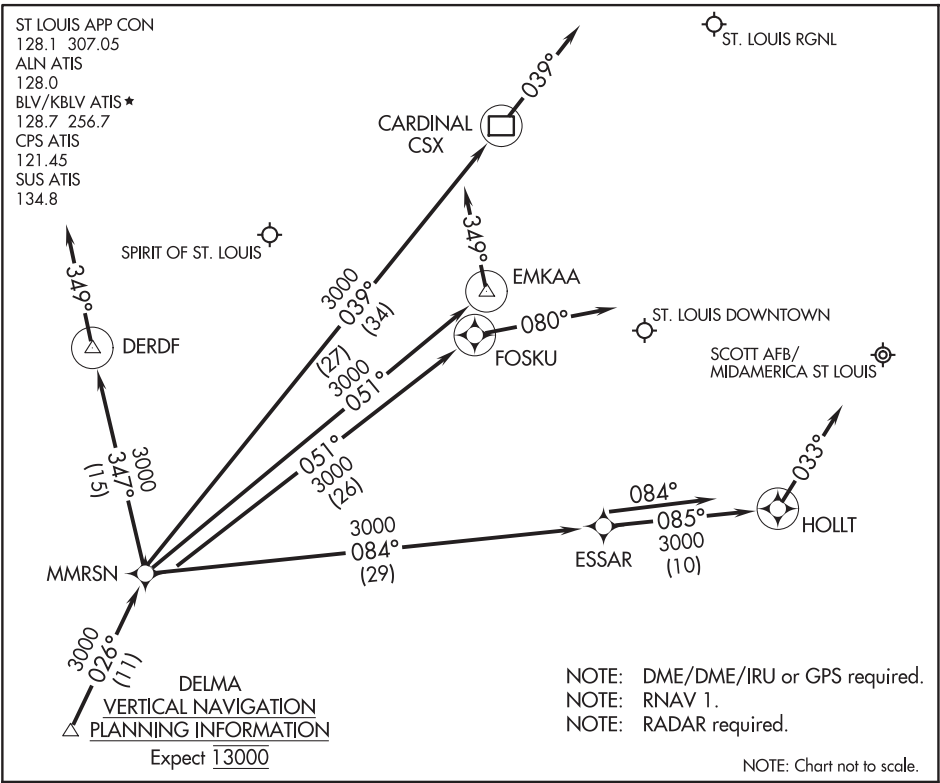 ST LOUIS APP CON
128.1 307.05
ALN ATIS
128.0
BLV/KBLV ATIS★
128.7 256.7
CPS ATIS
121.45
SUS ATIS
134.8
ST. LOUIS RGNL
039°
CARDINAL
CSX
349°
SPIRIT OF ST. LOUIS
349°
EMKAA
3000
039°
(34)
DERDF
080°
FOSKU
ST. LOUIS DOWNTOWN
SCOTT AFB/
MIDAMERICA ST LOUIS
(27)
3000
051°
051°
3000
(26)
3000
347°
(15)
033°
HOLLT
084°
085°
3000
(10)
ESSAR
3000
084°
(29)
MMRSN
3000
026°
(11)
DELMA
VERTICAL NAVIGATION
PLANNING INFORMATION
Expect 13000
NOTE: DME/DME/IRU or GPS required.
NOTE: RNAV 1.
NOTE: RADAR required.
NOTE: Chart not to scale.